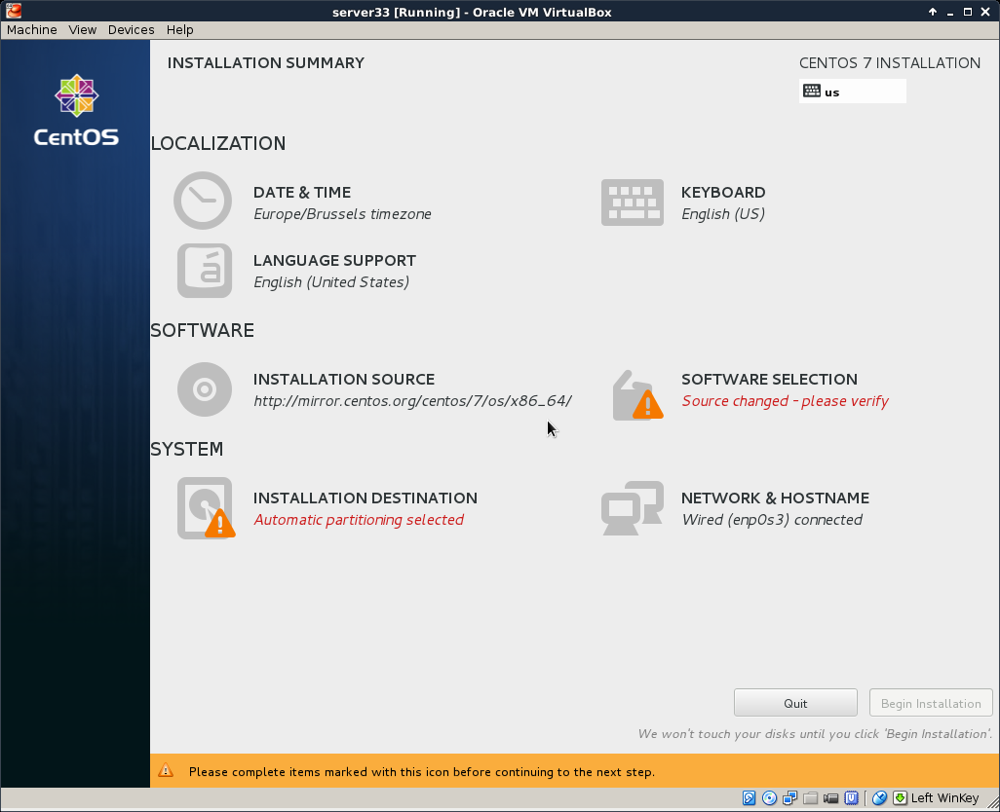 server33 [Running] - Oracle VM VirtualBox
Machine View Devices Help
CentOS
INSTALLATION SUMMARY
CENTOS 7 INSTALLATION
us
LOCALIZATION
DATE & TIME
Europe/Brussels timezone
KEYBOARD
English (US)
LANGUAGE SUPPORT
English (United States)
SOFTWARE
INSTALLATION SOURCE
http://mirror.centos.org/centos/7/os/x86_64/
SOFTWARE SELECTION
Source changed - please verify
SYSTEM
INSTALLATION DESTINATION
Automatic partitioning selected
NETWORK & HOSTNAME
Wired (enp0s3) connected
Quit
Begin Installation
We won't touch your disks until you click 'Begin Installation'.
Please complete items marked with this icon before continuing to the next step.
Left WinKey